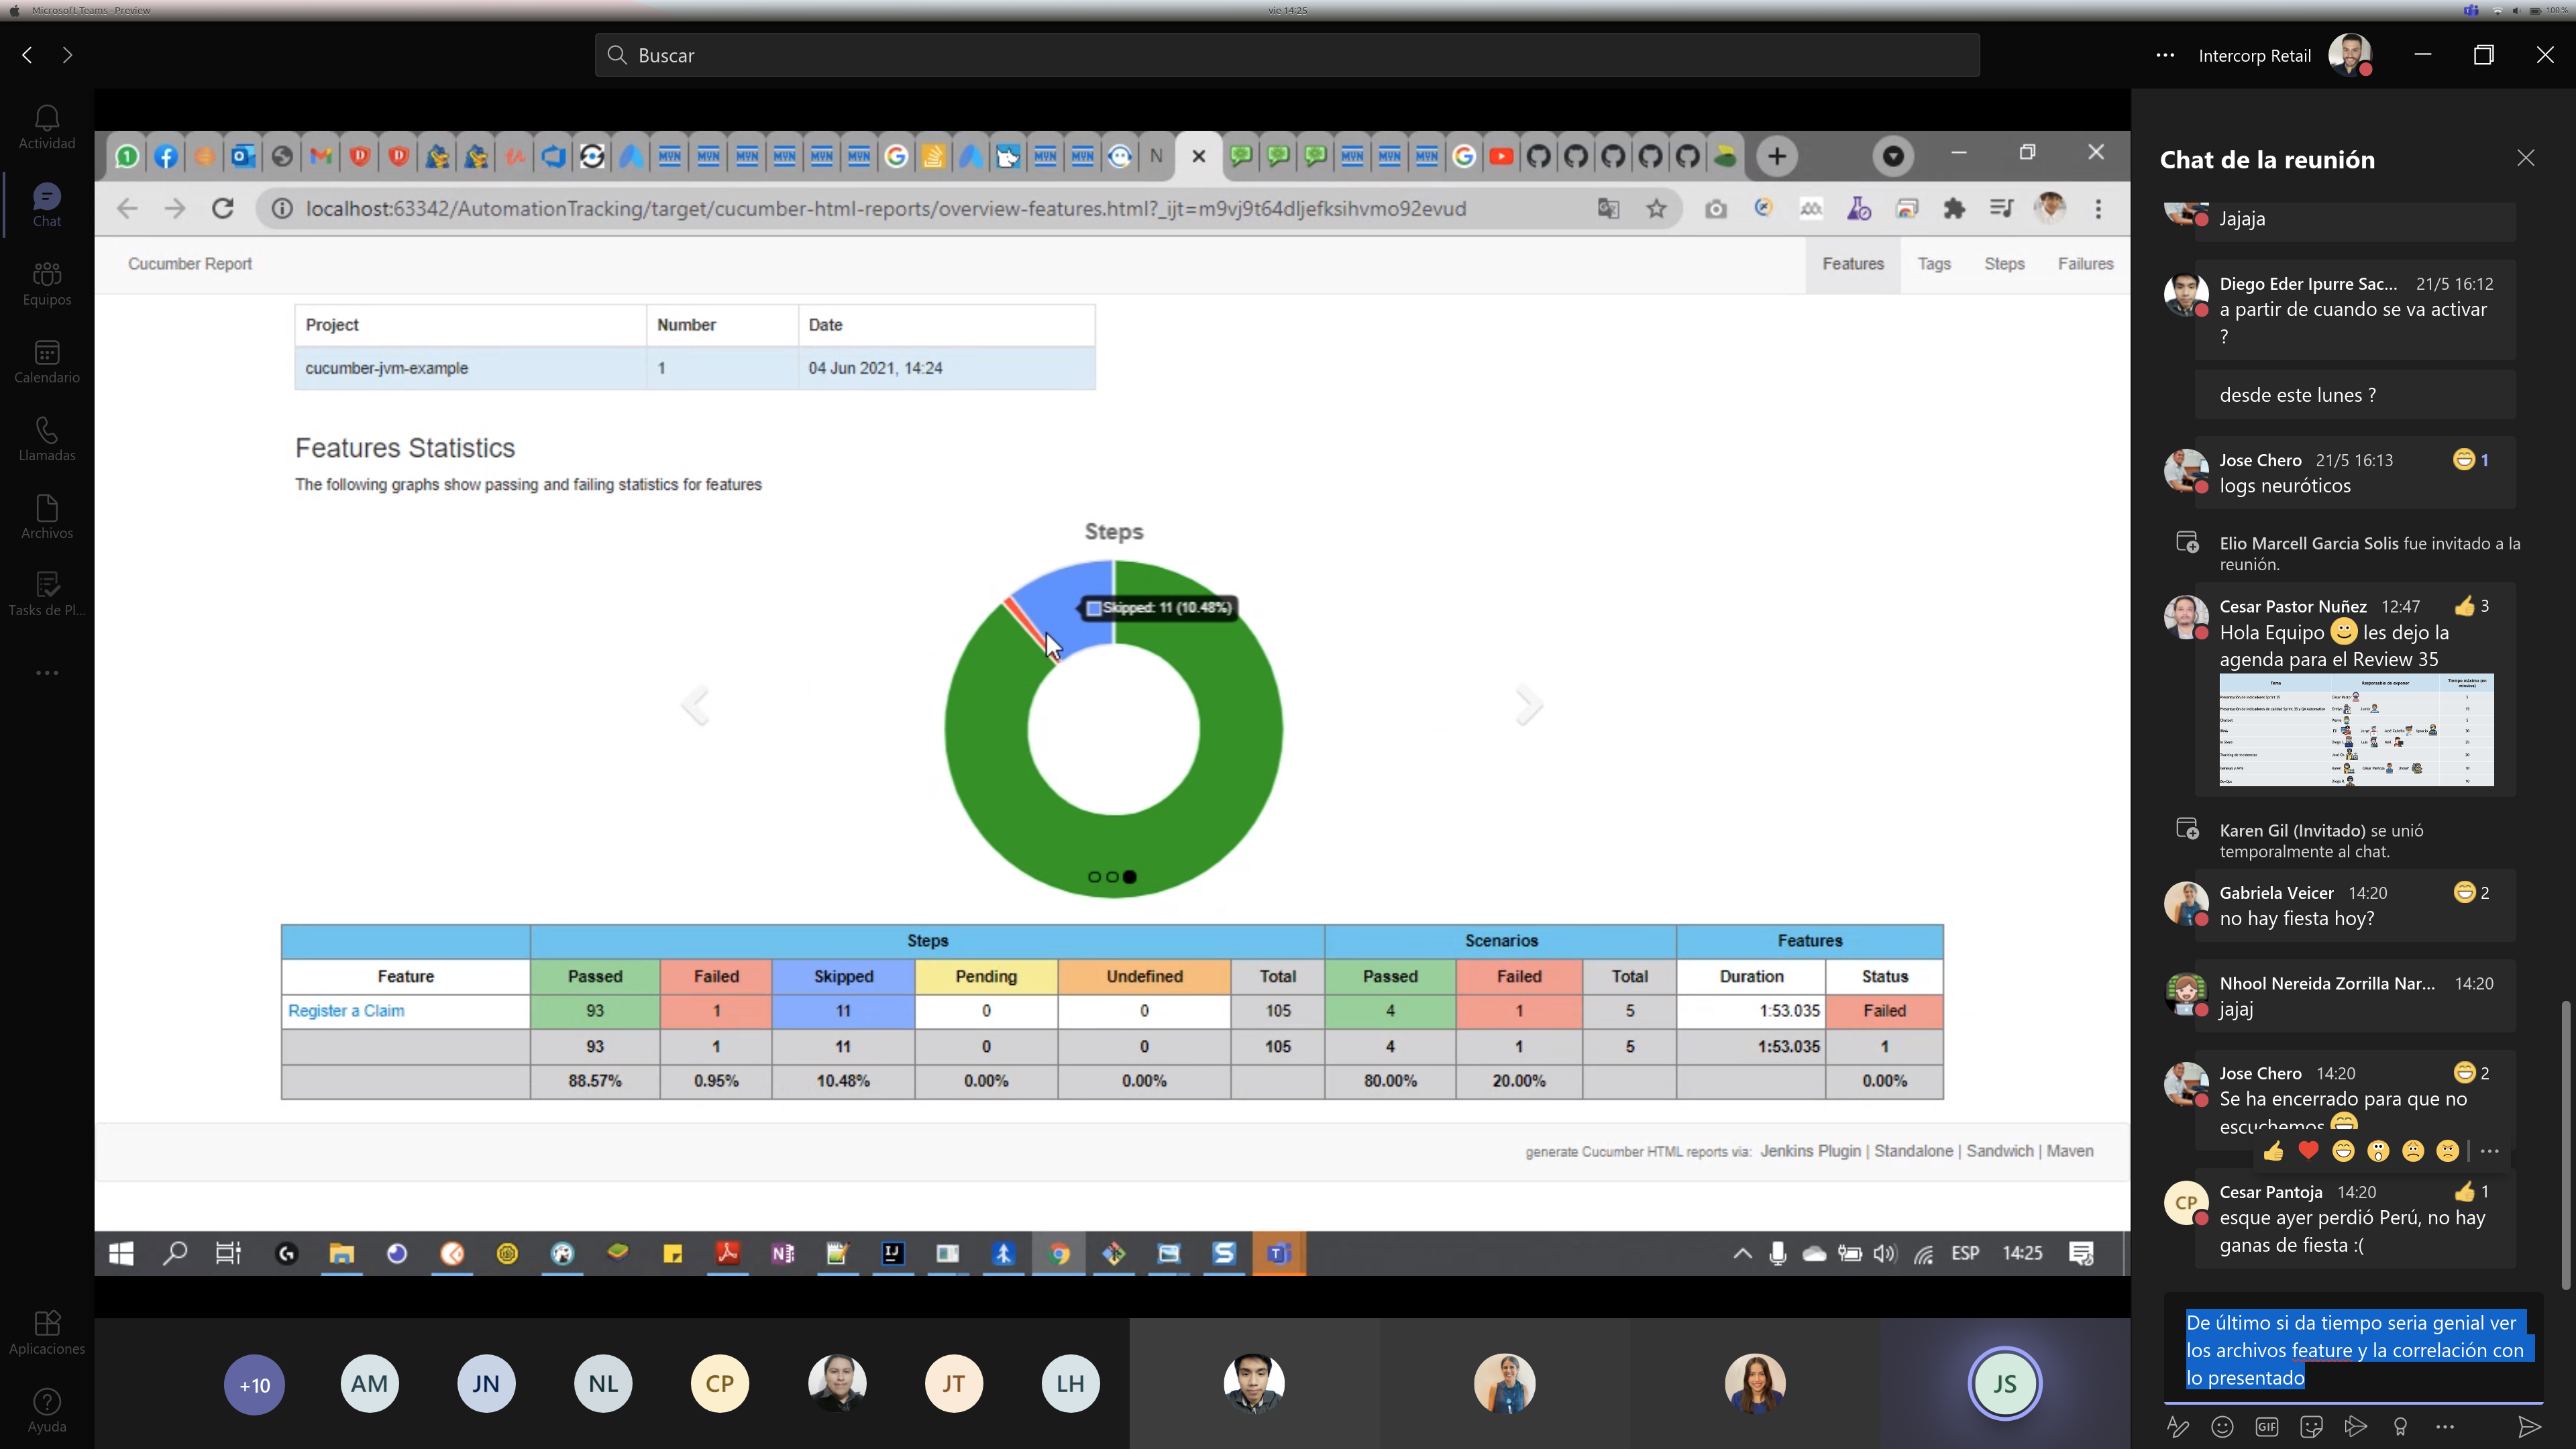 Microsoft Teams - Preview
vie 14:25
100 %
Buscar
Intercorp Retail
Actividad
Chat
Equipos
Calendario
Llamadas
Archivos
Tasks de Pl...
Aplicaciones
Ayuda
localhost:63342/AutomationTracking/target/cucumber-html-reports/overview-features.html?_ijt=m9vj9t64dljefksihvmo92evud
Cucumber Report
Features Tags Steps Failures
Project Number Date
cucumber-jvm-example 1 04 Jun 2021, 14:24
Features Statistics
The following graphs show passing and failing statistics for features
Steps
Skipped: 11 (10.48%)
Steps Scenarios Features
Feature Passed Failed Skipped Pending Undefined Total Passed Failed Total Duration Status
Register a Claim 93 1 11 0 0 105 4 1 5 1:53.035 Failed
93 1 11 0 0 105 4 1 5 1:53.035 1
88.57% 0.95% 10.48% 0.00% 0.00% 80.00% 20.00% 0.00%
generate Cucumber HTML reports via: Jenkins Plugin | Standalone | Sandwich | Maven
ESP 14:25
+10 AM JN NL CP JT LH JS
Chat de la reunión
Jajaja
Diego Eder Ipurre Sac... 21/5 16:12
a partir de cuando se va activar
?
desde este lunes ?
Jose Chero 21/5 16:13 1
logs neuróticos
Elio Marcell Garcia Solis fue invitado a la
reunión.
Cesar Pastor Nuñez 12:47 3
Hola Equipo 🙂 les dejo la
agenda para el Review 35
Tema Responsable de exponer Tiempo máximo (en
minutos)
Karen Gil (Invitado) se unió
temporalmente al chat.
Gabriela Veicer 14:20 2
no hay fiesta hoy?
Nhool Nereida Zorrilla Nar... 14:20
jajaj
Jose Chero 14:20 2
Se ha encerrado para que no
escuchemos
CP
Cesar Pantoja 14:20 1
esque ayer perdió Perú, no hay
ganas de fiesta :(
De último si da tiempo seria genial ver
los archivos feature y la correlación con
lo presentado
GIF